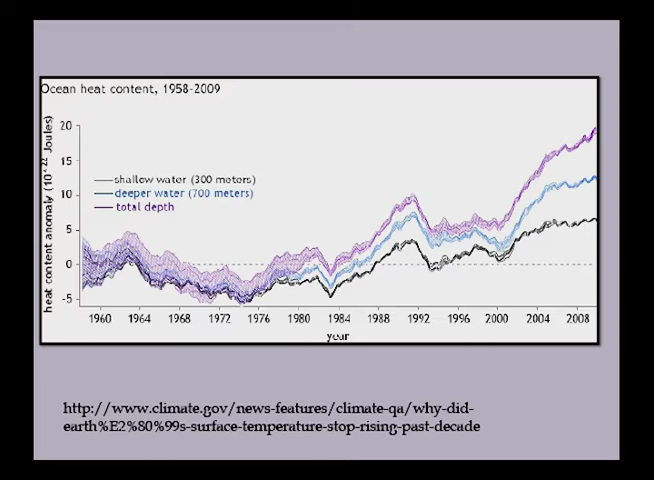 Ocean heat content, 1958-2009
heat content anomaly (10^22 Joules)
20
15
10
5
0
-5
shallow water (300 meters)
deeper water (700 meters)
total depth
1960 1964 1968 1972 1976 1980 1984 1988 1992 1996 2000 2004 2008
year
http://www.climate.gov/news-features/climate-qa/why-did-
earth%E2%80%99s-surface-temperature-stop-rising-past-decade